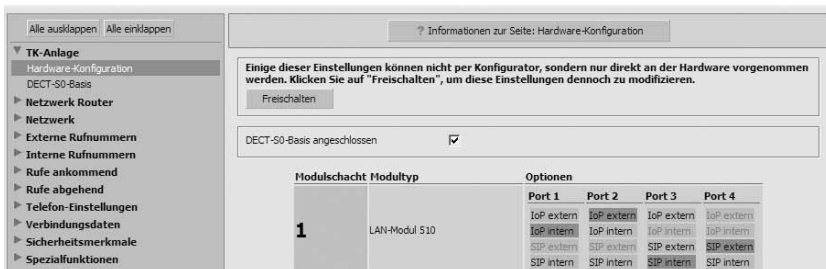 Alle ausklappen Alle einklappen
TK-Anlage
Hardware-Konfiguration
DECT-S0-Basis
Netzwerk Router
Netzwerk
Externe Rufnummern
Interne Rufnummern
Rufe ankommend
Rufe abgehend
Telefon-Einstellungen
Verbindungsdaten
Sicherheitsmerkmale
Spezialfunktionen
? Informationen zur Seite: Hardware-Konfiguration
Einige dieser Einstellungen können nicht per Konfigurator, sondern nur direkt an der Hardware vorgenommen
werden. Klicken Sie auf "Freischalten", um diese Einstellungen dennoch zu modifizieren.
Freischalten
DECT-S0-Basis angeschlossen
Modulschacht Modultyp Optionen
Port 1 Port 2 Port 3 Port 4
1 LAN-Modul 510
IoP extern IoP extern IoP extern IoP extern
IoP intern IoP intern IoP intern IoP intern
SIP extern SIP extern SIP extern SIP extern
SIP intern SIP intern SIP intern SIP intern